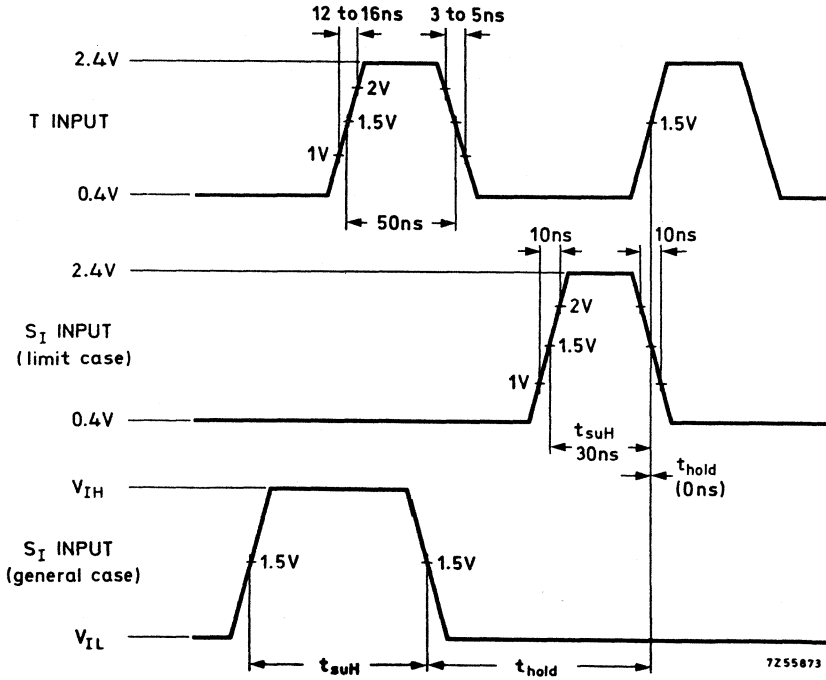 12 to 16ns
3 to 5ns
2.4V
2V
T INPUT
1.5V
1.5V
1V
0.4V
50ns
10ns
10ns
2.4V
2V
S_I INPUT
(limit case)
1.5V
1V
0.4V
t_suH
30ns
t_hold
(0ns)
V_IH
S_I INPUT
(general case)
1.5V
1.5V
V_IL
t_suH
t_hold
7Z55873